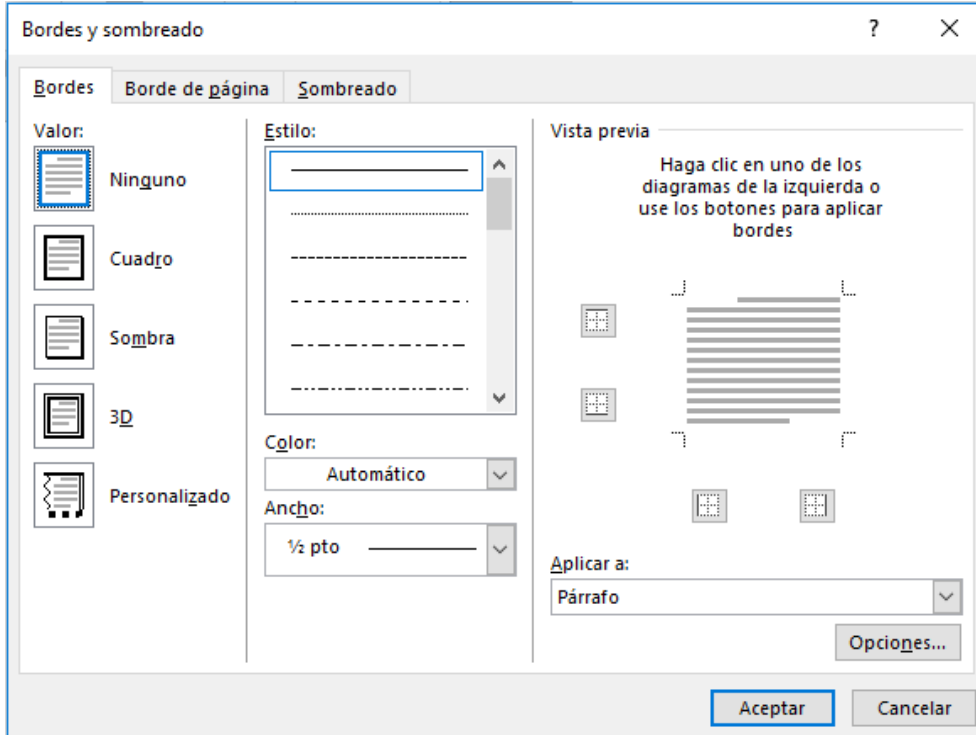 Bordes y sombreado
?
Bordes
Borde de página
Sombreado
Valor:
Ninguno
Cuadro
Sombra
3D
Personalizado
Estilo:
Color:
Automático
Ancho:
½ pto
Vista previa
Haga clic en uno de los
diagramas de la izquierda o
use los botones para aplicar
bordes
Aplicar a:
Párrafo
Opciones...
Aceptar
Cancelar